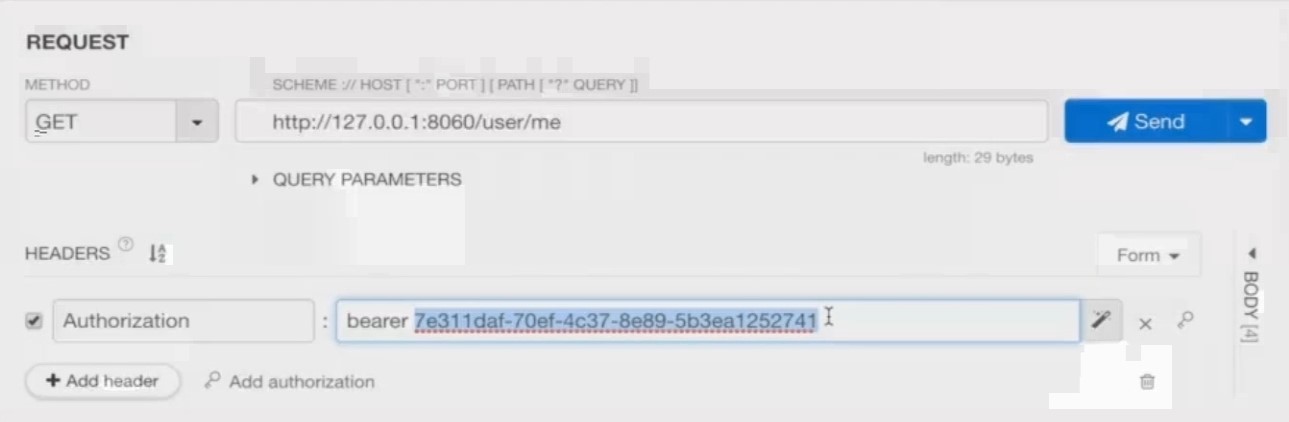 REQUEST
METHOD
SCHEME :// HOST [ ":" PORT ] [ PATH [ "?" QUERY ]]
GET
http://127.0.0.1:8060/user/me
Send
length: 29 bytes
QUERY PARAMETERS
HEADERS ?
Form
BODY [4]
Authorization : bearer 7e311daf-70ef-4c37-8e89-5b3ea1252741
+ Add header
Add authorization